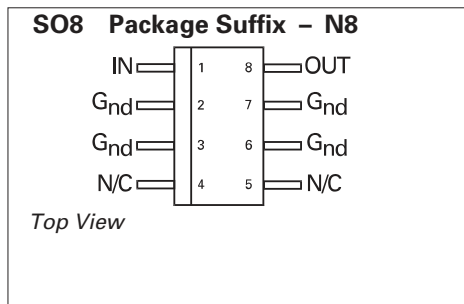 SO8 Package Suffix – N8
IN 1 8 OUT
Gnd 2 7 Gnd
Gnd 3 6 Gnd
N/C 4 5 N/C
Top View